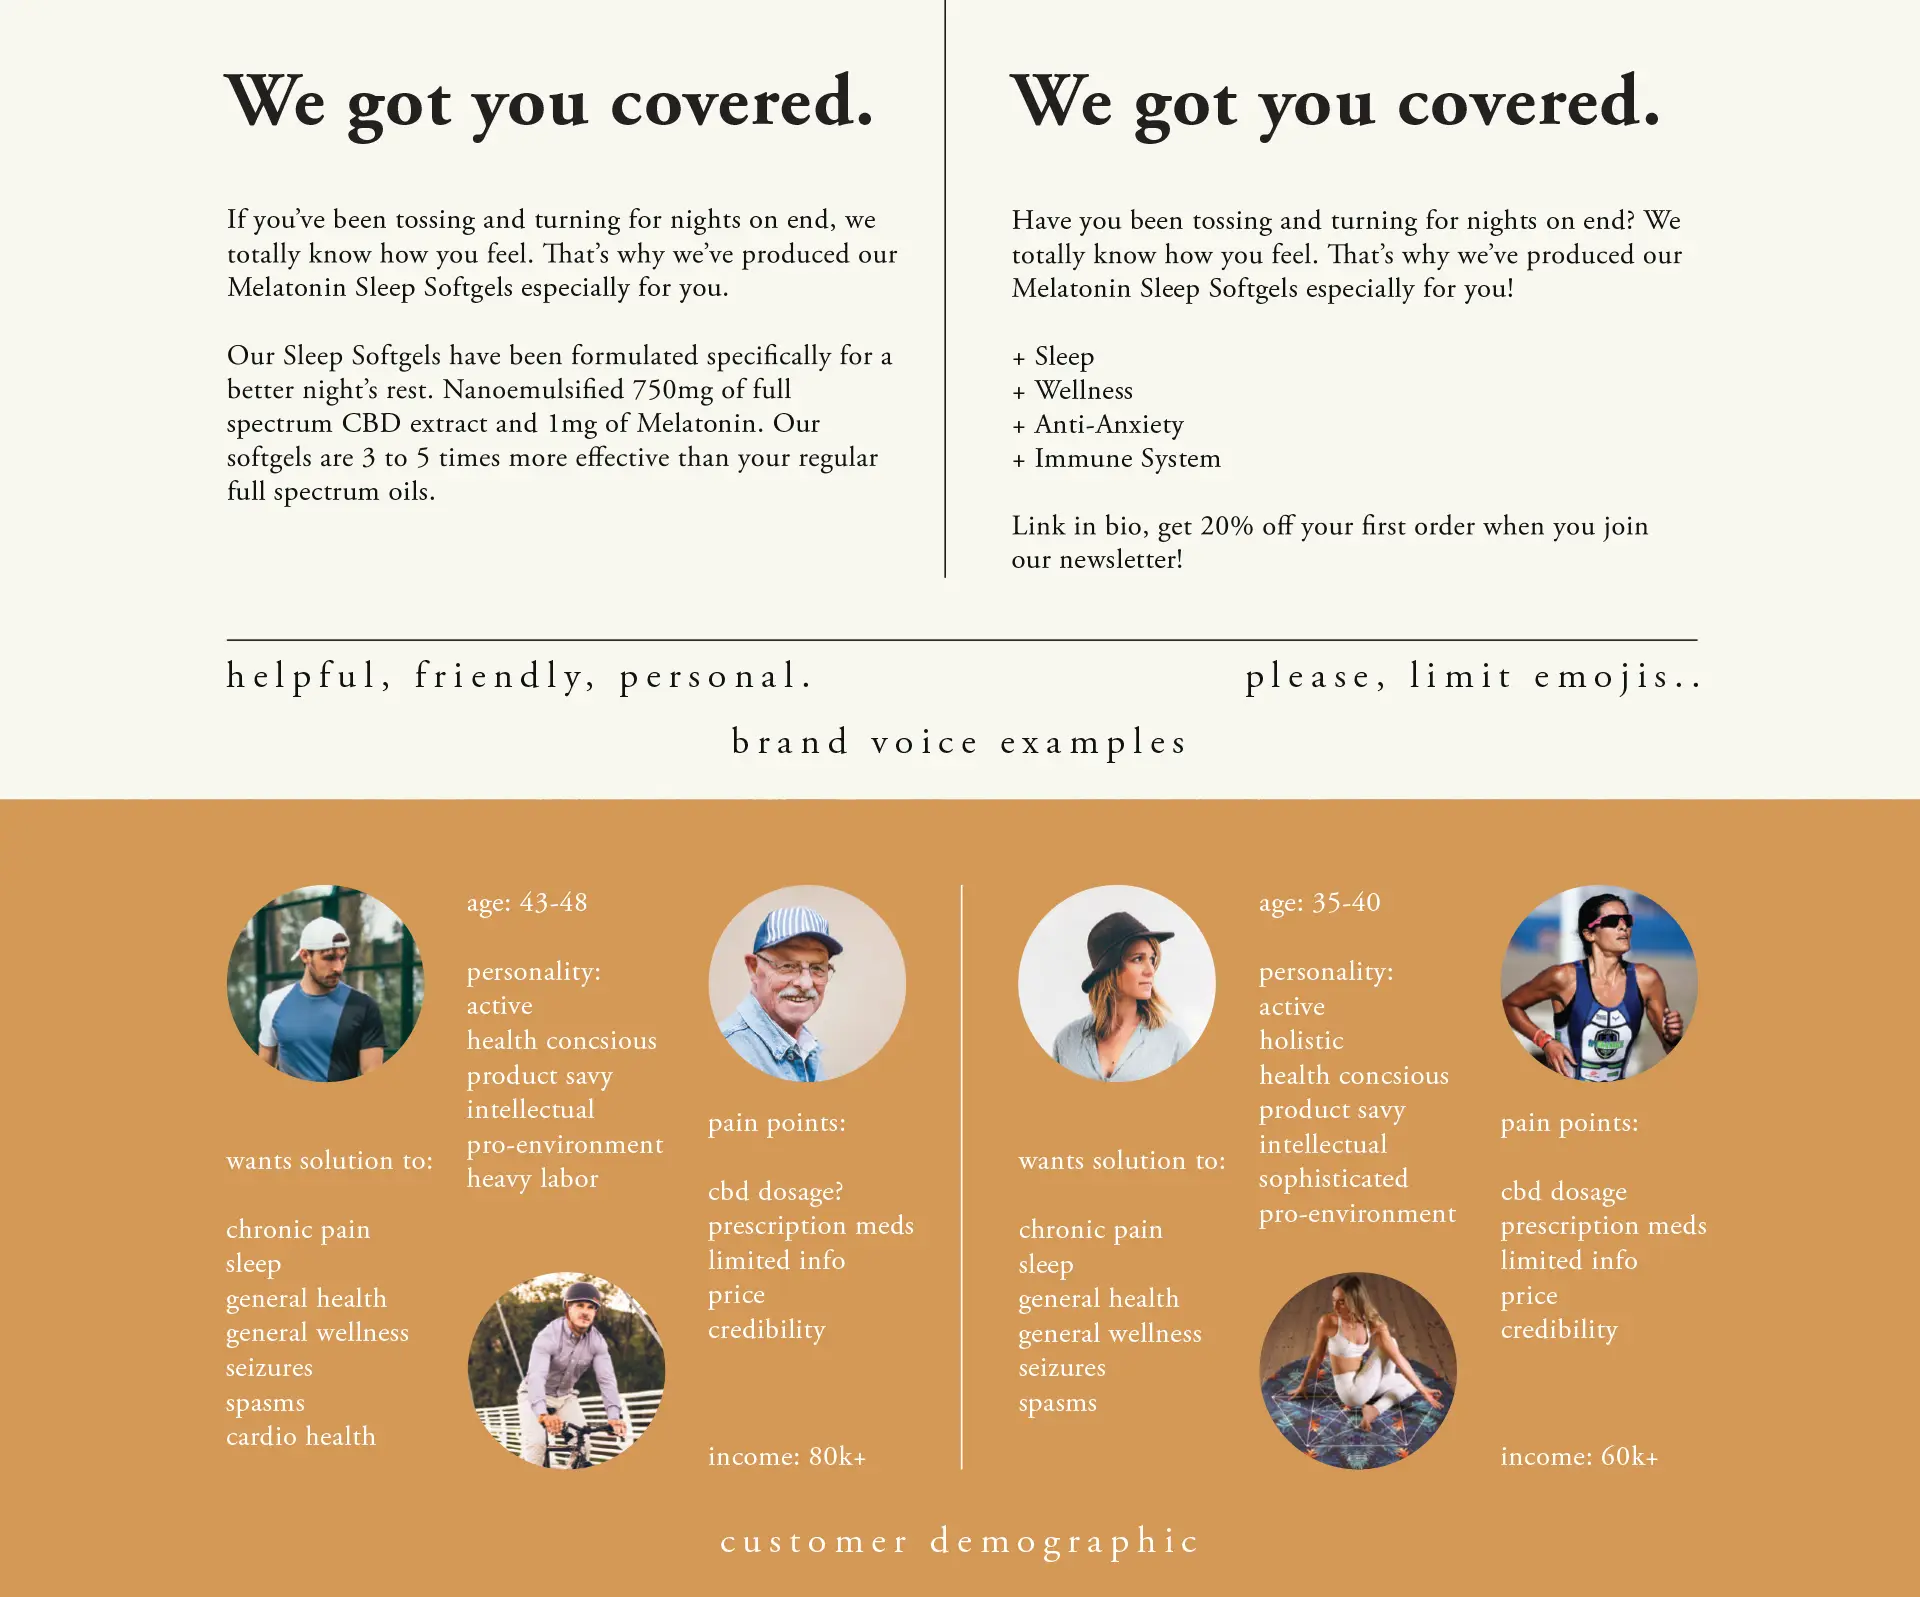 We got you covered.
If you’ve been tossing and turning for nights on end, we
totally know how you feel. That’s why we’ve produced our
Melatonin Sleep Softgels especially for you.
Our Sleep Softgels have been formulated specifically for a
better night’s rest. Nanoemulsified 750mg of full
spectrum CBD extract and 1mg of Melatonin. Our
softgels are 3 to 5 times more effective than your regular
full spectrum oils.
We got you covered.
Have you been tossing and turning for nights on end? We
totally know how you feel. That’s why we’ve produced our
Melatonin Sleep Softgels especially for you!
+ Sleep
+ Wellness
+ Anti-Anxiety
+ Immune System
Link in bio, get 20% off your first order when you join
our newsletter!
helpful, friendly, personal.
please, limit emojis..
brand voice examples
wants solution to:
chronic pain
sleep
general health
general wellness
seizures
spasms
cardio health
age: 43-48
personality:
active
health concsious
product savy
intellectual
pro-environment
heavy labor
pain points:
cbd dosage?
prescription meds
limited info
price
credibility
income: 80k+
wants solution to:
chronic pain
sleep
general health
general wellness
seizures
spasms
age: 35-40
personality:
active
holistic
health concsious
product savy
intellectual
sophisticated
pro-environment
pain points:
cbd dosage
prescription meds
limited info
price
credibility
income: 60k+
customer demographic